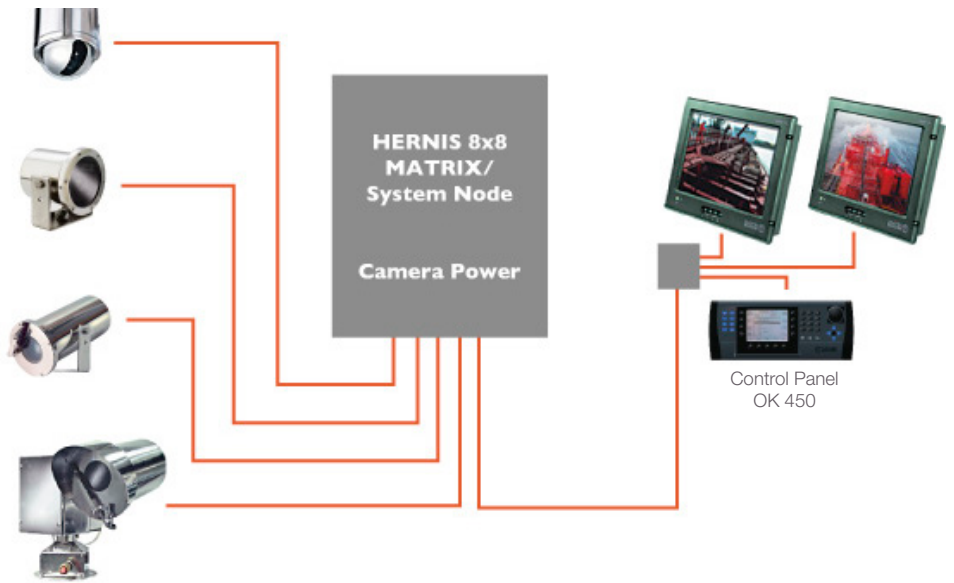 HERNIS 8x8
MATRIX/
System Node
Camera Power
Control Panel
OK 450